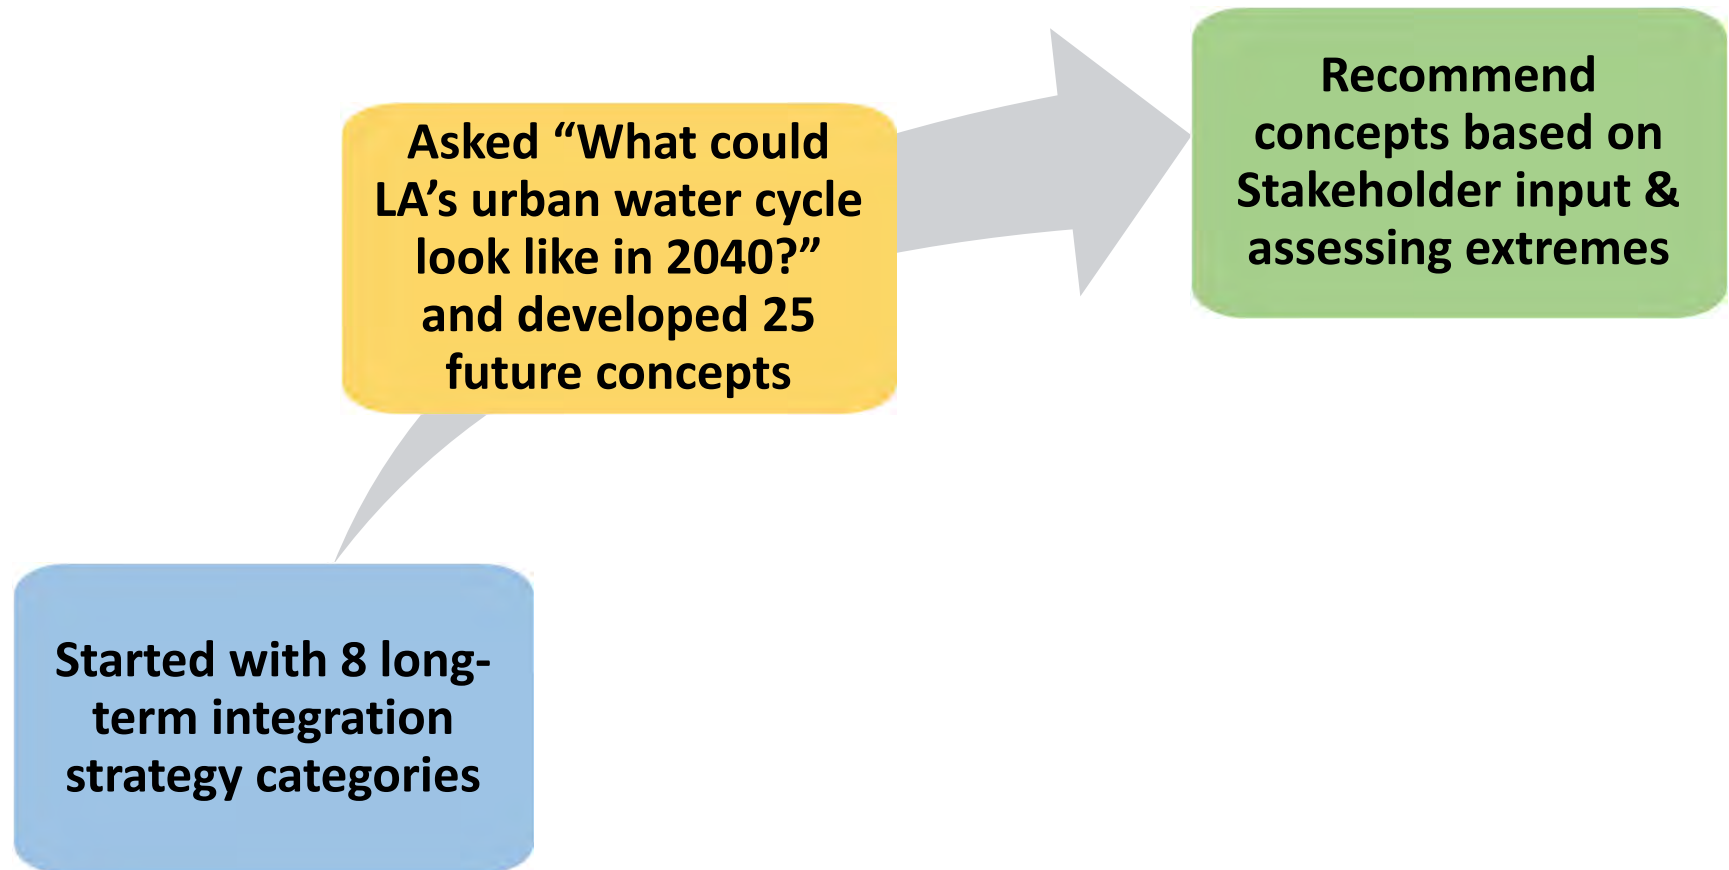 Started with 8 long-
term integration
strategy categories
Asked “What could
LA’s urban water cycle
look like in 2040?”
and developed 25
future concepts
Recommend
concepts based on
Stakeholder input &
assessing extremes